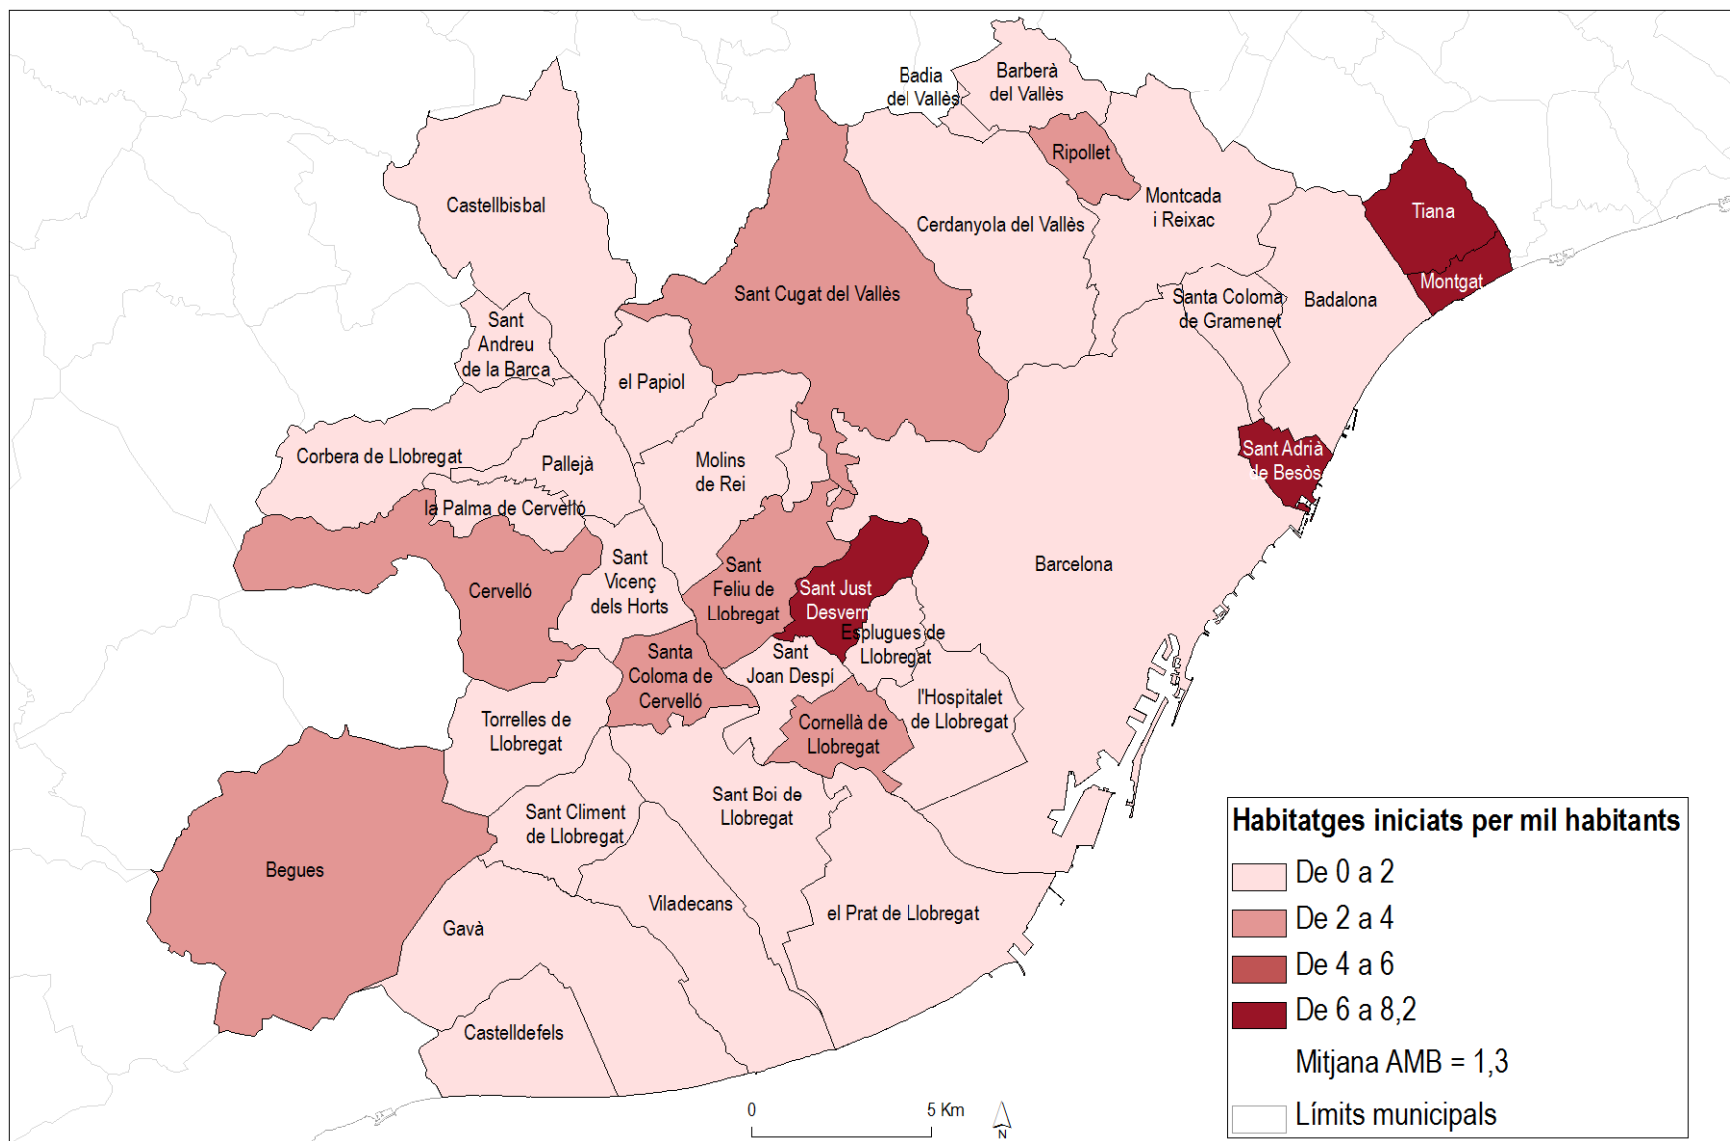 Badia
del Vallès
Barberà
del Vallès
Ripollet
Castellbisbal
Cerdanyola del Vallès
Montcada
i Reixac
Tiana
Montgat
Sant Cugat del Vallès
Santa Coloma
de Gramenet
Badalona
Sant
Andreu
de la Barca
el Papiol
Corbera de Llobregat
Pallejà
Molins
de Rei
Sant Adrià
de Besòs
la Palma de Cervelló
Sant
Vicenç
dels Horts
Cervelló
Sant
Feliu de
Llobregat
Sant Just
Desvern
Barcelona
Esplugues de
Llobregat
Santa
Coloma de
Cervelló
Sant
Joan Despí
l'Hospitalet
de Llobregat
Torrelles de
Llobregat
Cornellà de
Llobregat
Sant Climent
de Llobregat
Sant Boi de
Llobregat
Begues
Gavà
Viladecans
el Prat de Llobregat
Castelldefels
Habitatges iniciats per mil habitants
De 0 a 2
De 2 a 4
De 4 a 6
De 6 a 8,2
Mitjana AMB = 1,3
Límits municipals
0 5 Km
N